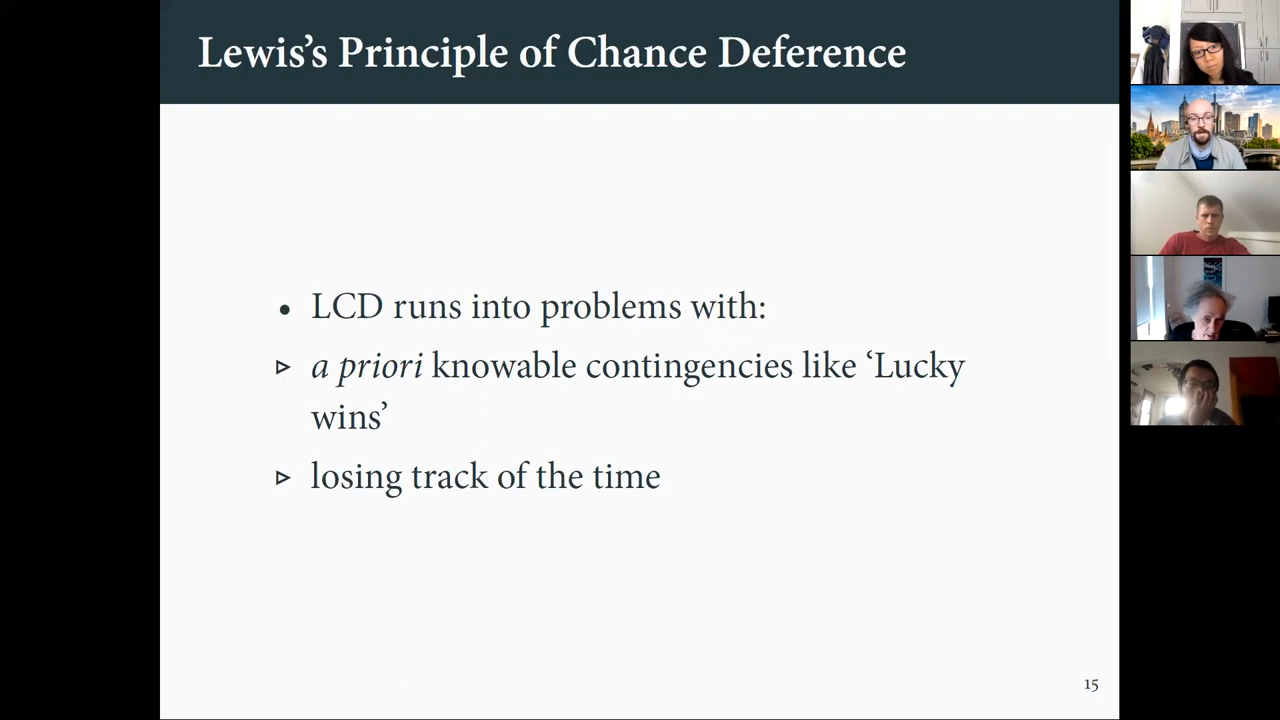 Lewis’s Principle of Chance Deference
• LCD runs into problems with:
▹ a priori knowable contingencies like ‘Lucky
wins’
▹ losing track of the time
15